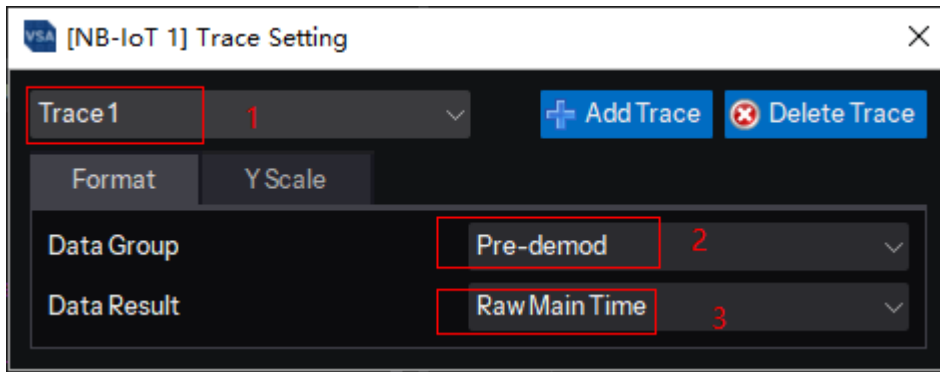 VSA [NB-IoT 1] Trace Setting
Trace 1 1 Add Trace Delete Trace
Format Y Scale
Data Group Pre-demod 2
Data Result Raw Main Time 3